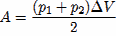 A = \frac{(p_1 + p_2)\Delta V}{2}